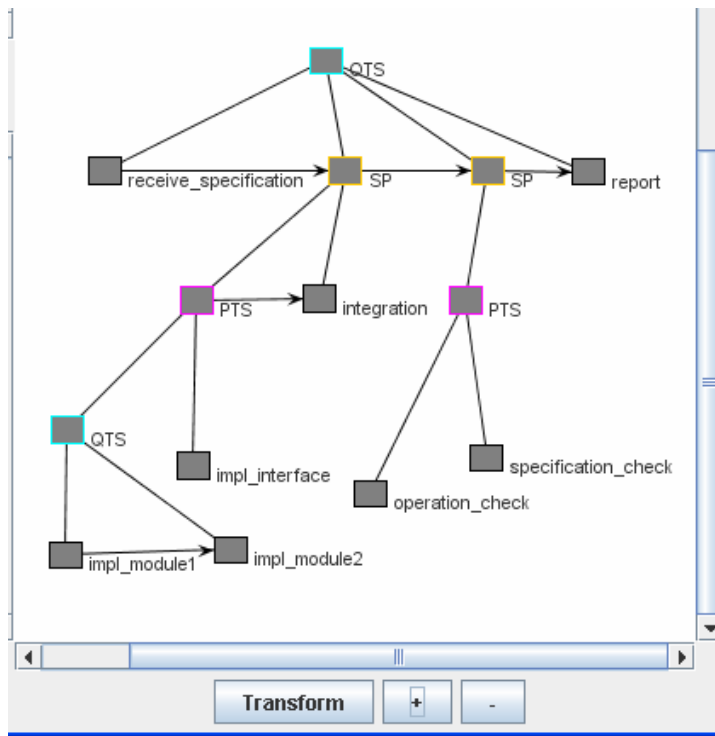 QTS
receive_specification
SP
SP
report
PTS
integration
PTS
QTS
impl_interface
specification_check
operation_check
impl_module1
impl_module2
Transform
+
-